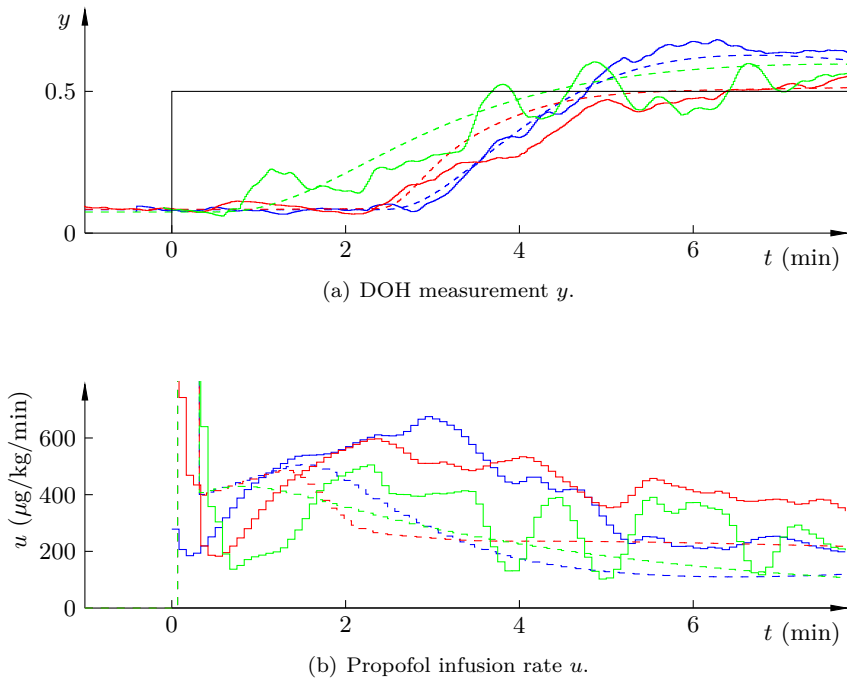 y
0.5
0
0 2 4 6
t (min)
(a) DOH measurement y.
u (µg/kg/min)
600
400
200
0
0 2 4 6
t (min)
(b) Propofol infusion rate u.